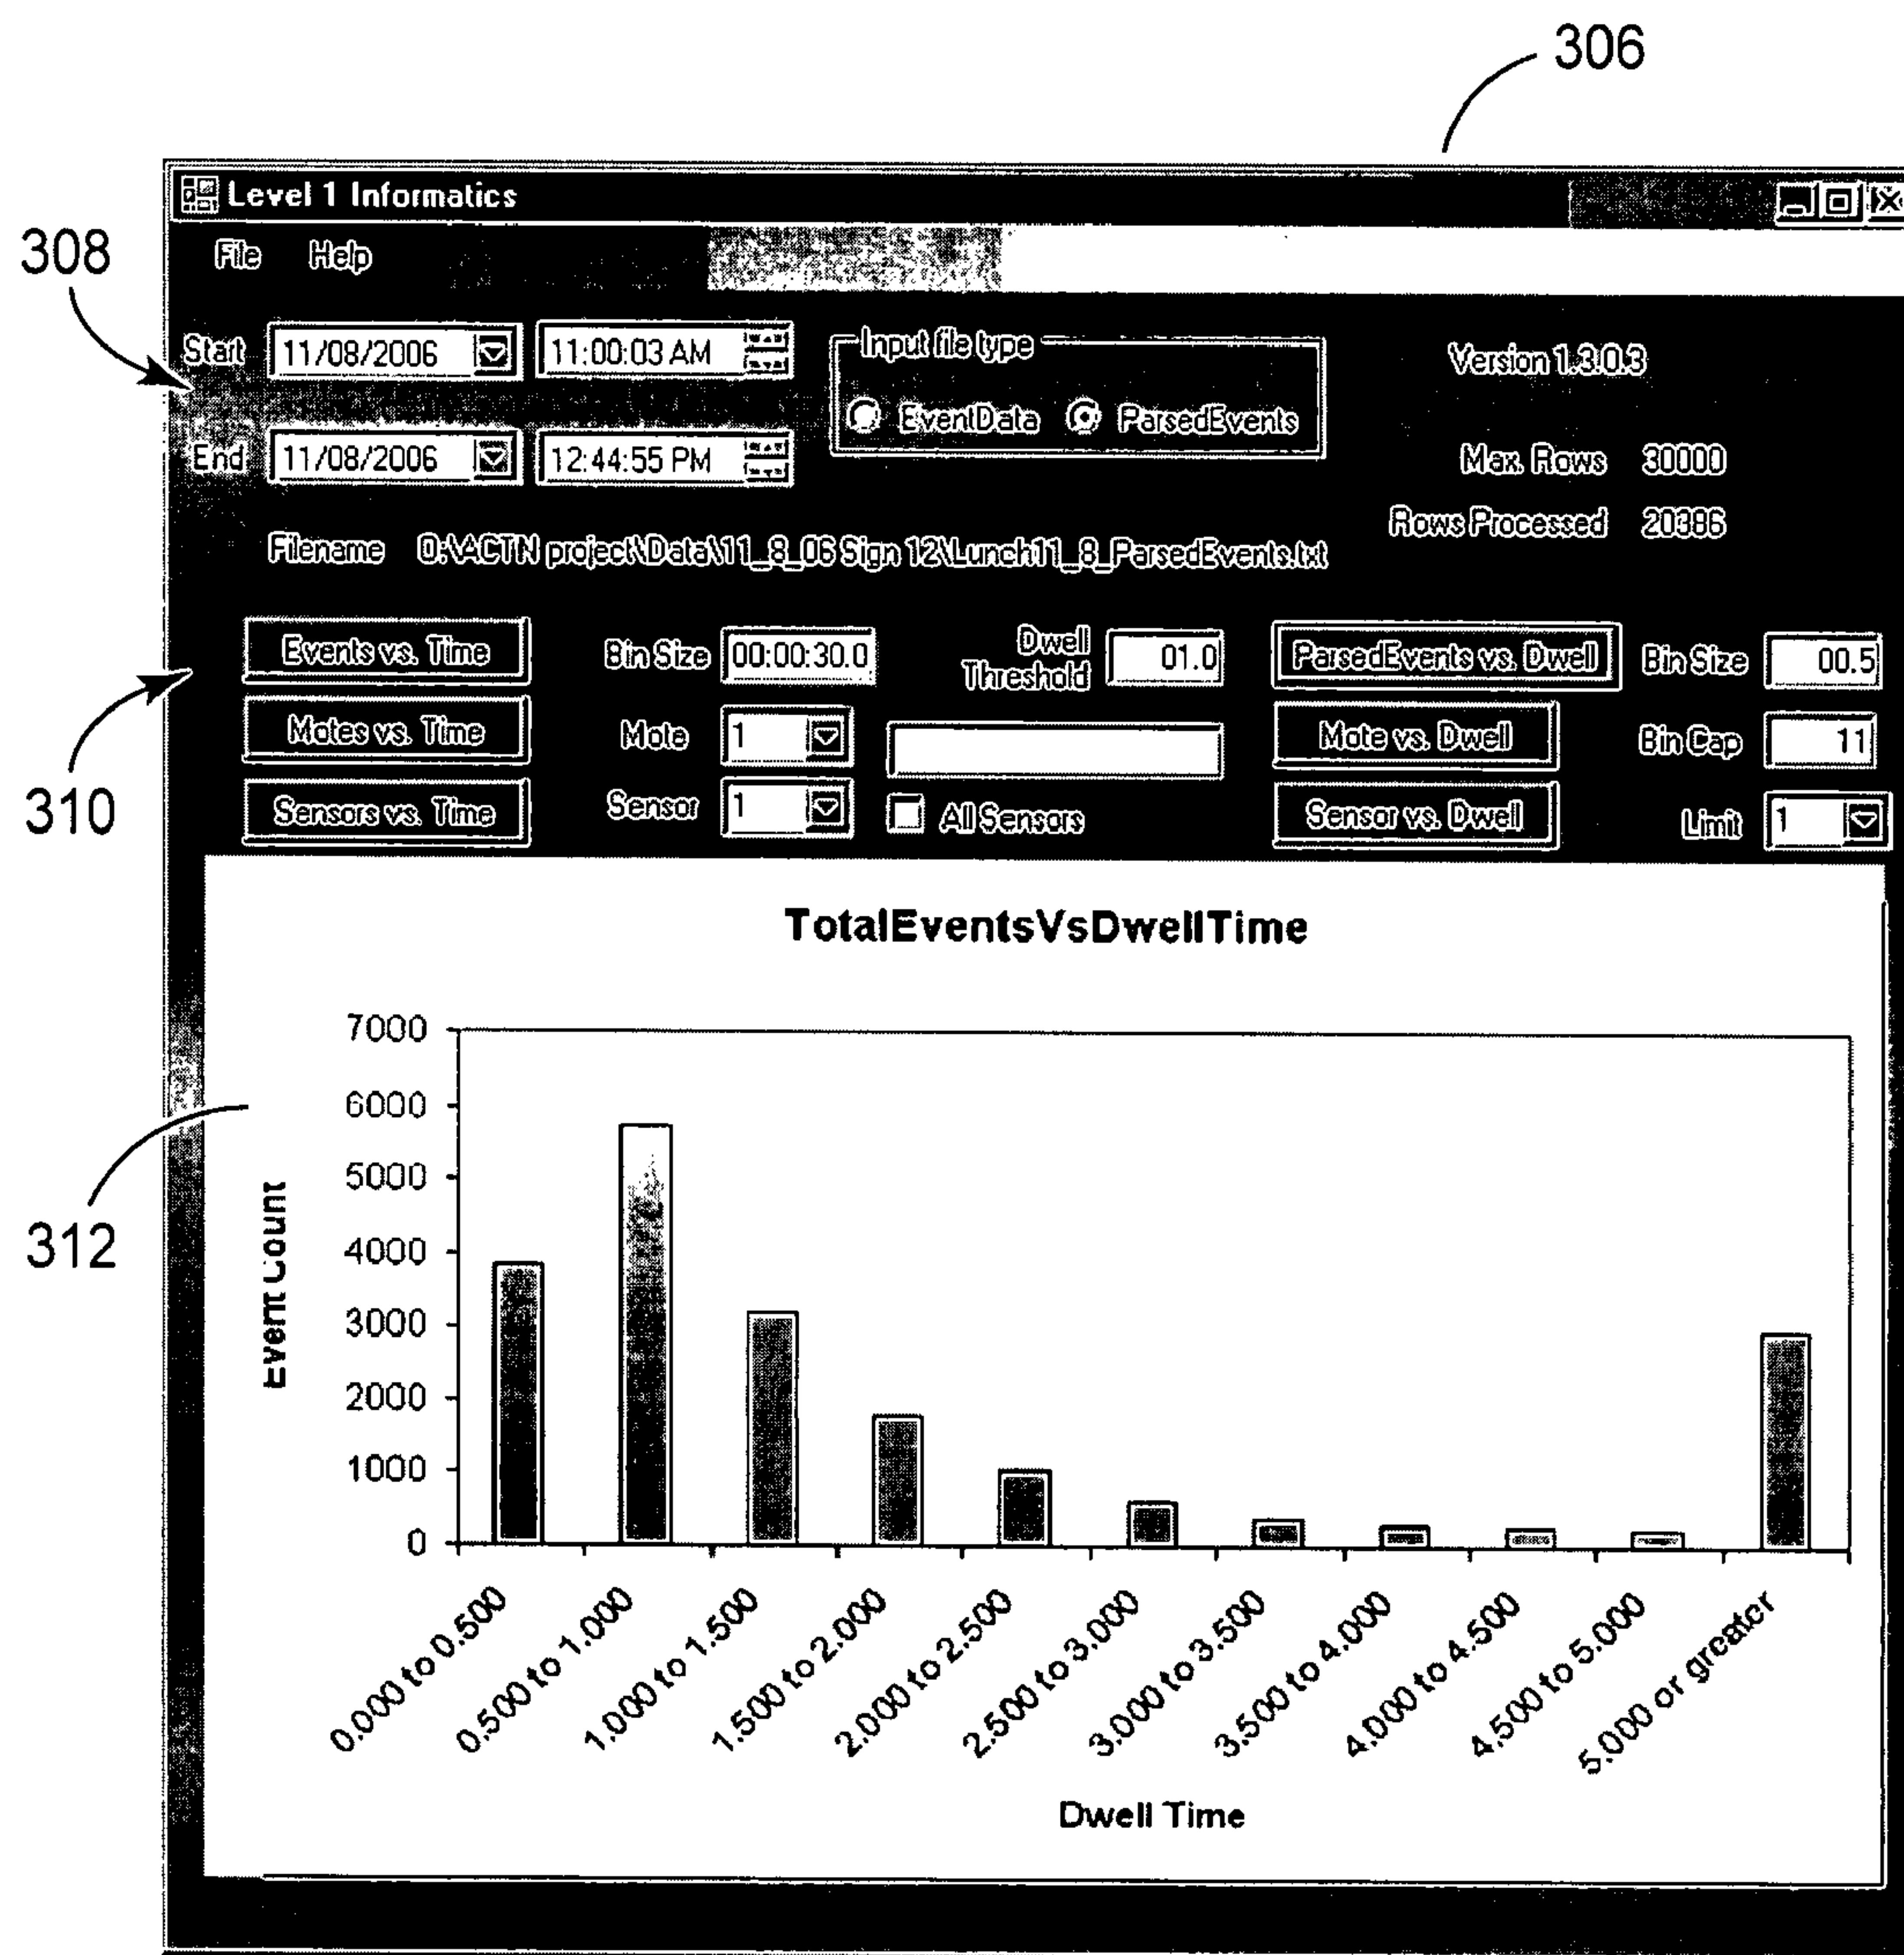 306
Level 1 Informatics
308
File Help
Start 11/08/2006 11:00:03 AM
Input file type
EventData ParsedEvents
Version 1.3.0.3
End 11/08/2006 12:44:55 PM
Max. Rows 30000
Rows Processed 20386
Filename O:\ACTN project\Data\11_8_06 Sign 12\Lunch11_8_ParsedEvents.txt
310
Events vs. Time Bin Size 00:00:30.0 Dwell Threshold 01.0 ParsedEvents vs. Dwell Bin Size 00.5
Motes vs. Time Mote 1 Mote vs. Dwell Bin Cap 11
Sensors vs. Time Sensor 1 All Sensors Sensor vs. Dwell Limit 1
TotalEventsVsDwellTime
312
Event Count
7000
6000
5000
4000
3000
2000
1000
0
0.000 to 0.500
0.500 to 1.000
1.000 to 1.500
1.500 to 2.000
2.000 to 2.500
2.500 to 3.000
3.000 to 3.500
3.500 to 4.000
4.000 to 4.500
4.500 to 5.000
5.000 or greater
Dwell Time